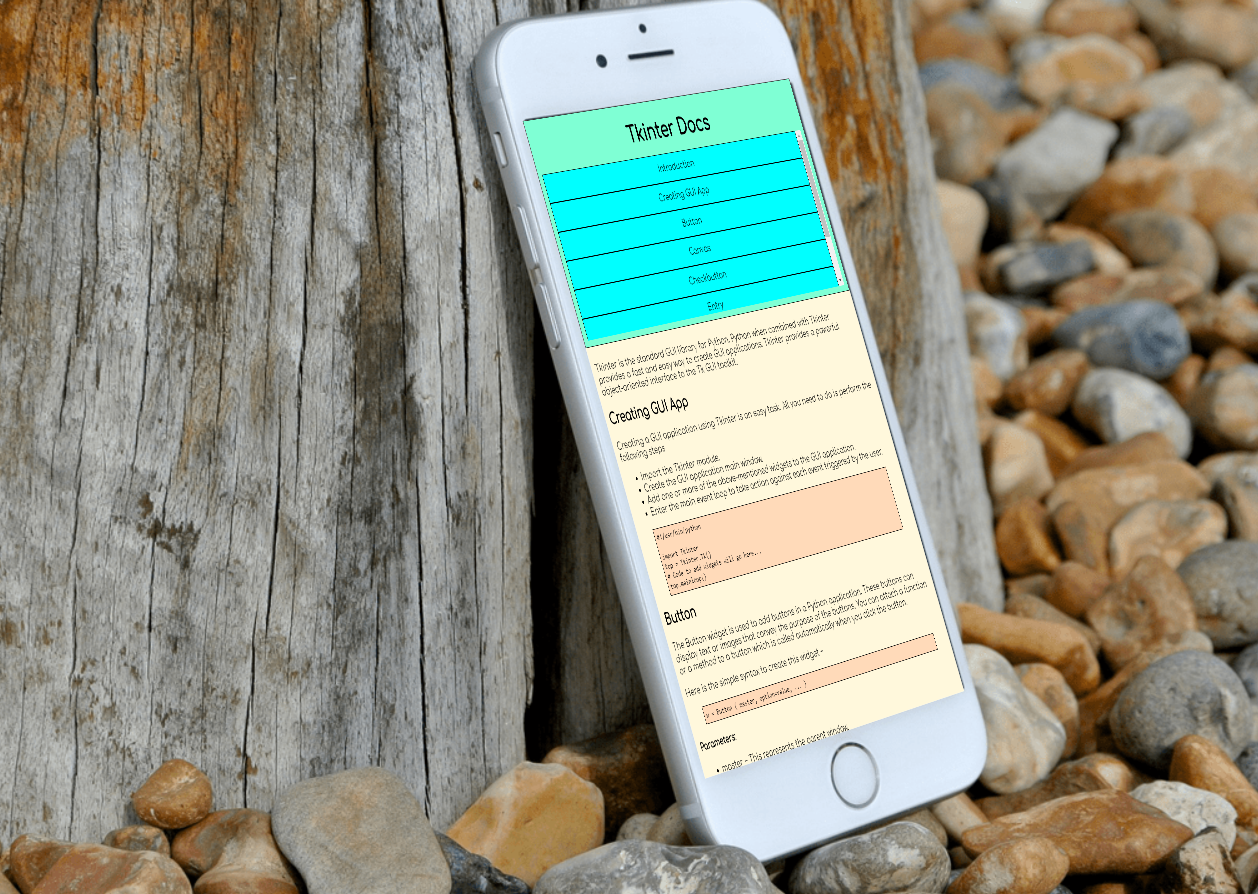 Tkinter Docs
Introduction
Creating GUI App
Button
Canvas
Checkbutton
Entry
Tkinter is the standard GUI library for Python. Python when combined with Tkinter
provides a fast and easy way to create GUI applications. Tkinter provides a powerful
object-oriented interface to the Tk GUI toolkit.
Creating GUI App
Creating a GUI application using Tkinter is an easy task. All you need to do is perform the
following steps
• Import the Tkinter module.
• Create the GUI application main window.
• Add one or more of the above-mentioned widgets to the GUI application.
• Enter the main event loop to take action against each event triggered by the user.
#!/usr/bin/python
import Tkinter
top = Tkinter.Tk()
# Code to add widgets will go here...
top.mainloop()
Button
The Button widget is used to add buttons in a Python application. These buttons can
display text or images that convey the purpose of the buttons. You can attach a function
or a method to a button which is called automatically when you click the button.
Here is the simple syntax to create this widget −
w = Button ( master, option=value, ... )
Parameters:
• master − This represents the parent window.